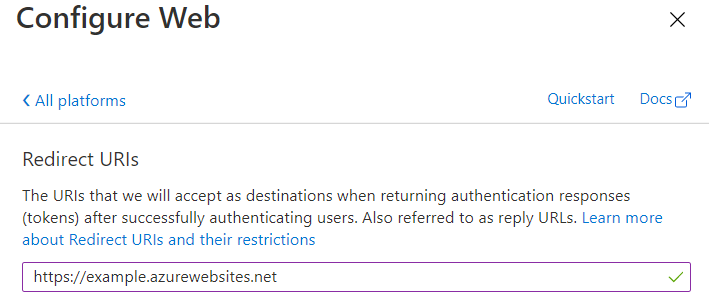 Configure Web
All platforms
Quickstart Docs
Redirect URIs
The URIs that we will accept as destinations when returning authentication responses
(tokens) after successfully authenticating users. Also referred to as reply URLs. Learn more
about Redirect URIs and their restrictions
https://example.azurewebsites.net